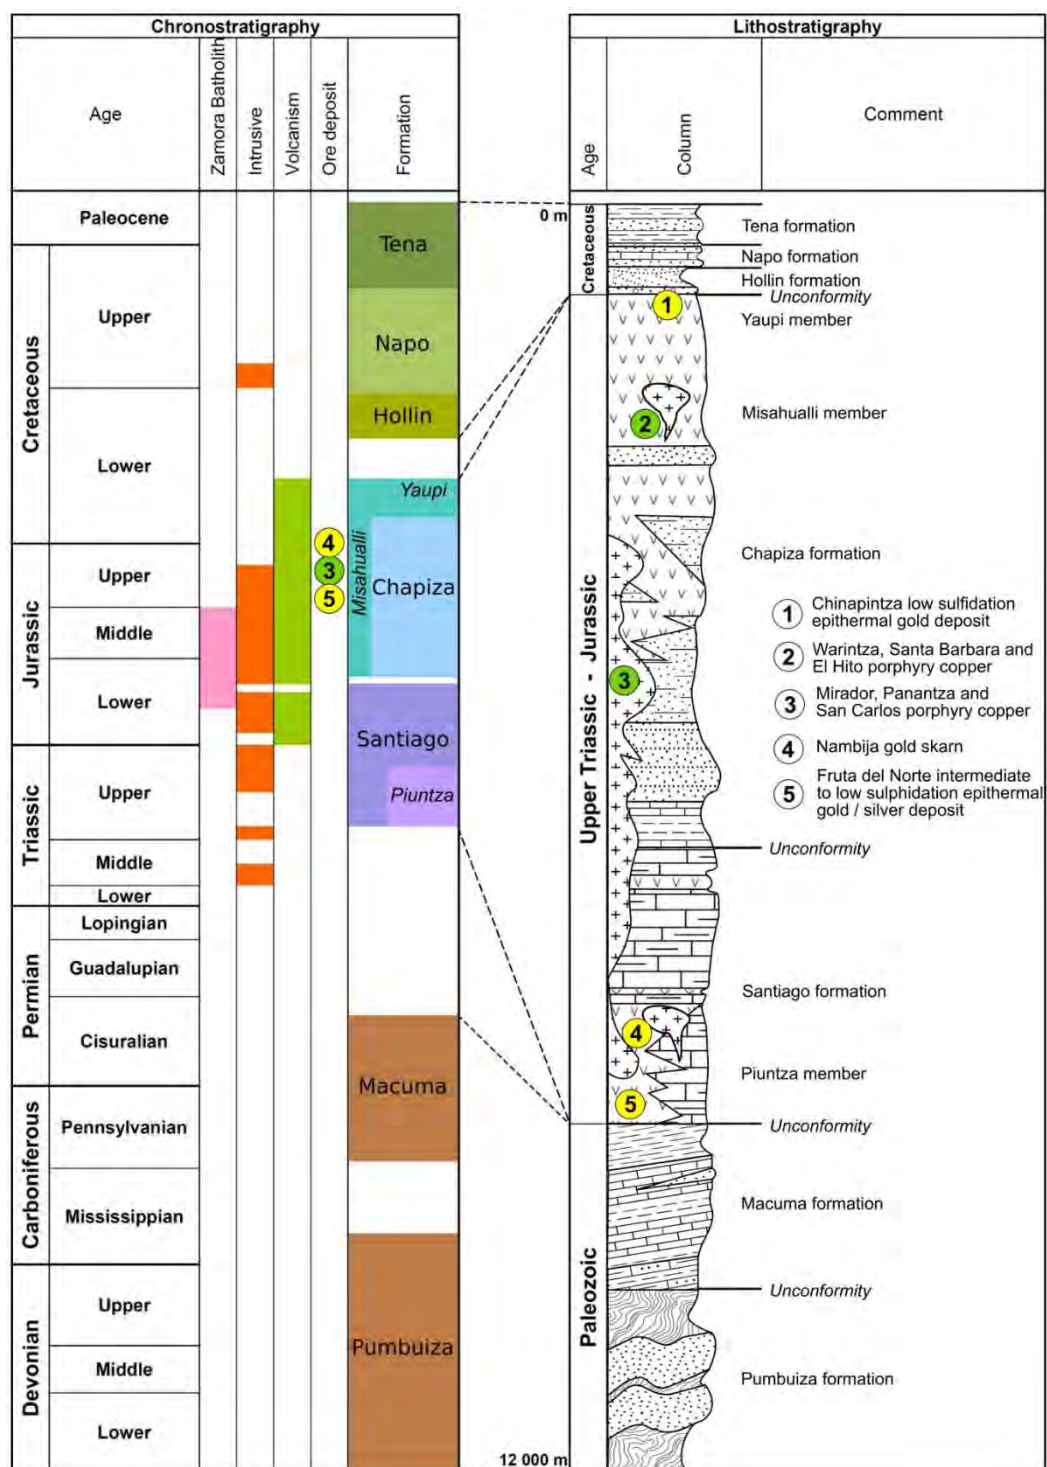 Chronostratigraphy
Age
Zamora Batholith
Intrusive
Volcanism
Ore deposit
Formation
Paleocene
Cretaceous
Upper
Lower
Jurassic
Upper
Middle
Lower
Triassic
Upper
Middle
Lower
Permian
Lopingian
Guadalupian
Cisuralian
Carboniferous
Pennsylvanian
Mississippian
Devonian
Upper
Middle
Lower
4
3
5
Tena
Napo
Hollin
Yaupi
Misahualli
Chapiza
Santiago
Piuntza
Macuma
Pumbuiza
0 m
12 000 m
Lithostratigraphy
Age
Column
Comment
Cretaceous
Upper Triassic - Jurassic
Paleozoic
1
2
3
4
5
Tena formation
Napo formation
Hollin formation
Unconformity
Yaupi member
Misahualli member
Chapiza formation
1 Chinapintza low sulfidation
epithermal gold deposit
2 Warintza, Santa Barbara and
El Hito porphyry copper
3 Mirador, Panantza and
San Carlos porphyry copper
4 Nambija gold skarn
5 Fruta del Norte intermediate
to low sulphidation epithermal
gold / silver deposit
Unconformity
Santiago formation
Piuntza member
Unconformity
Macuma formation
Unconformity
Pumbuiza formation